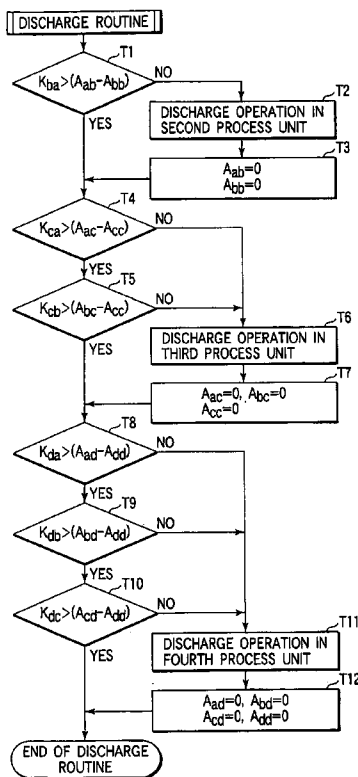 DISCHARGE ROUTINE
T1
Kba>(Aab-Abb)
NO
YES
T2
DISCHARGE OPERATION IN
SECOND PROCESS UNIT
T3
Aab=0
Abb=0
T4
Kca>(Aac-Acc)
NO
YES
T5
Kcb>(Abc-Acc)
NO
YES
T6
DISCHARGE OPERATION IN
THIRD PROCESS UNIT
T7
Aac=0, Abc=0
Acc=0
T8
Kda>(Aad-Add)
NO
YES
T9
Kdb>(Abd-Add)
NO
YES
T10
Kdc>(Acd-Add)
NO
YES
T11
DISCHARGE OPERATION IN
FOURTH PROCESS UNIT
T12
Aad=0, Abd=0
Acd=0, Add=0
END OF DISCHARGE
ROUTINE